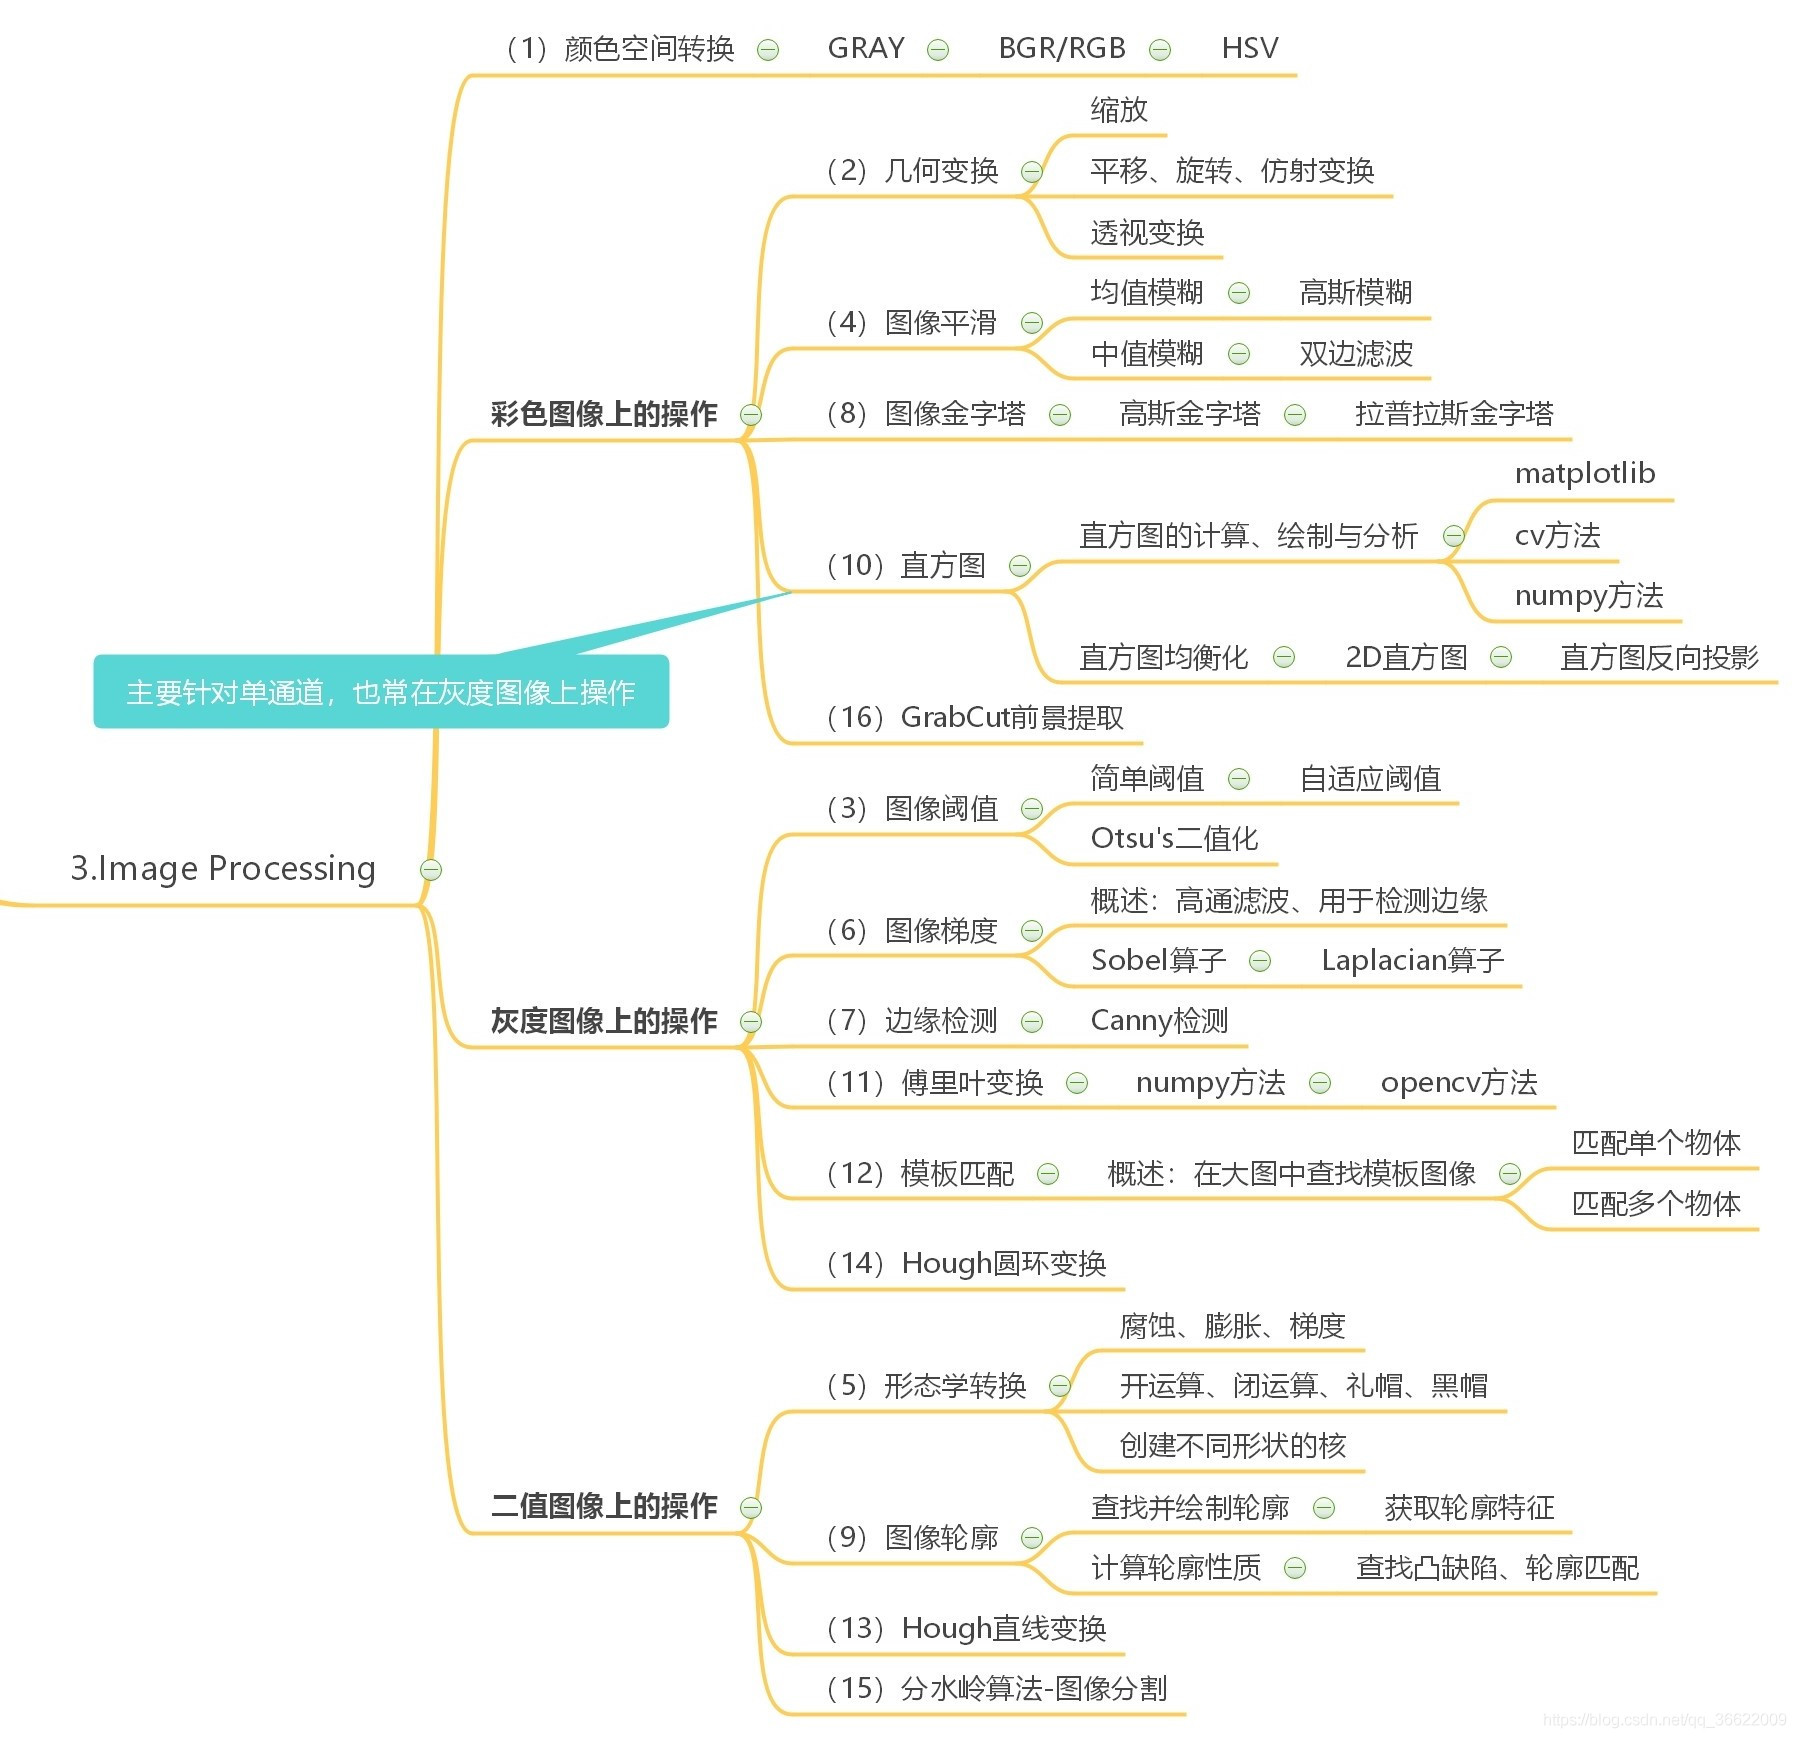 （1）颜色空间转换 GRAY BGR/RGB HSV
缩放
（2）几何变换
平移、旋转、仿射变换
透视变换
均值模糊 高斯模糊
（4）图像平滑
中值模糊 双边滤波
彩色图像上的操作
（8）图像金字塔 高斯金字塔 拉普拉斯金字塔
matplotlib
直方图的计算、绘制与分析
cv方法
（10）直方图
numpy方法
直方图均衡化 2D直方图 直方图反向投影
主要针对单通道，也常在灰度图像上操作
（16）GrabCut前景提取
简单阈值 自适应阈值
（3）图像阈值
Otsu's二值化
3.Image Processing
概述：高通滤波、用于检测边缘
（6）图像梯度
Sobel算子 Laplacian算子
灰度图像上的操作
（7）边缘检测 Canny检测
（11）傅里叶变换 numpy方法 opencv方法
匹配单个物体
（12）模板匹配 概述：在大图中查找模板图像
匹配多个物体
（14）Hough圆环变换
腐蚀、膨胀、梯度
（5）形态学转换
开运算、闭运算、礼帽、黑帽
创建不同形状的核
二值图像上的操作
查找并绘制轮廓 获取轮廓特征
（9）图像轮廓
计算轮廓性质 查找凸缺陷、轮廓匹配
（13）Hough直线变换
（15）分水岭算法-图像分割
https://blog.csdn.net/qq_36622009